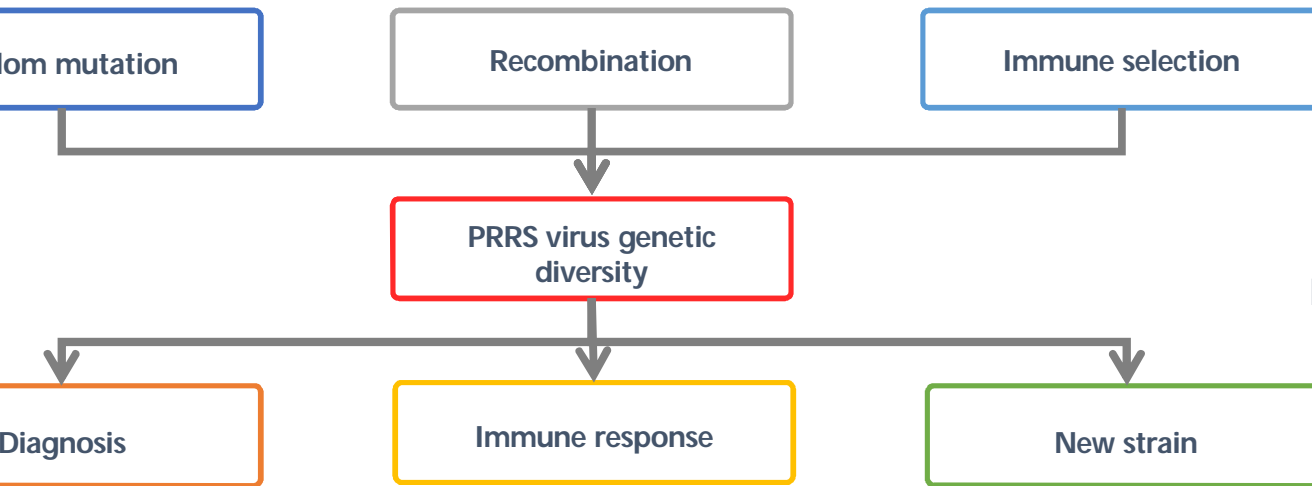 dom mutation
Recombination
Immune selection
PRRS virus genetic
diversity
Diagnosis
Immune response
New strain